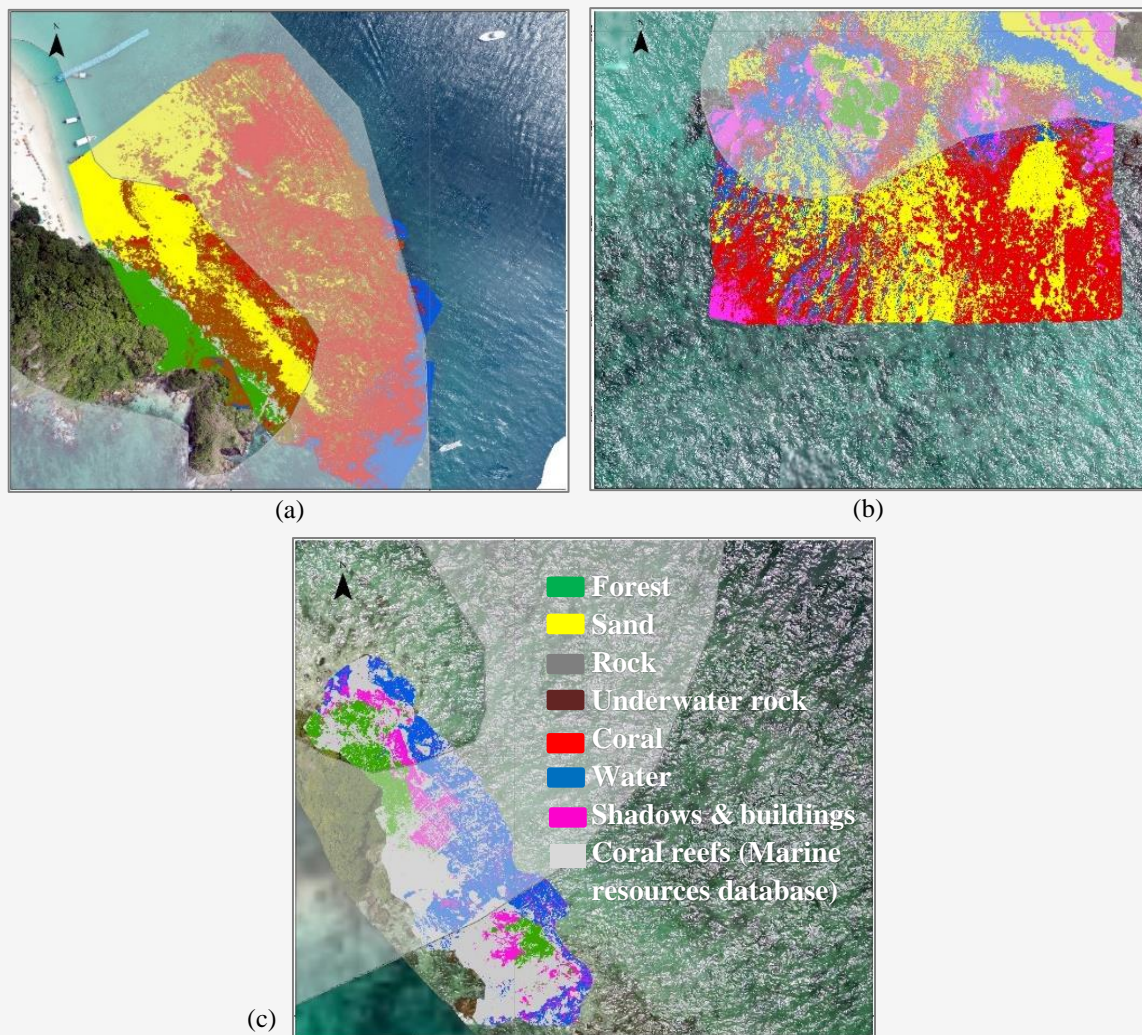 N
N
(a)
(b)
N
Forest
Sand
Rock
Underwater rock
Coral
Water
Shadows & buildings
Coral reefs (Marine
resources database)
(c)